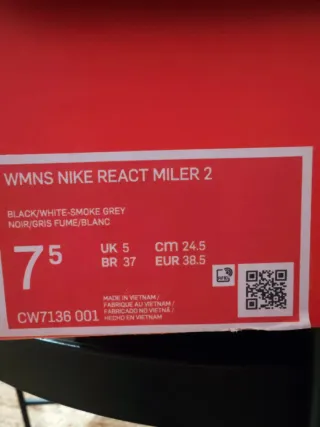 WMNS NIKE REACT MILER 2
BLACK/WHITE-SMOKE GREY
NOIR/GRIS FUME/BLANC
7 5
UK 5 cm 24.5
BR 37 EUR 38.5
MADE IN VIETNAM /
FABRIQUE AU VIETNAM /
FABRICADO NO VIETNÃ /
HECHO EN VIETNAM
CW7136 001